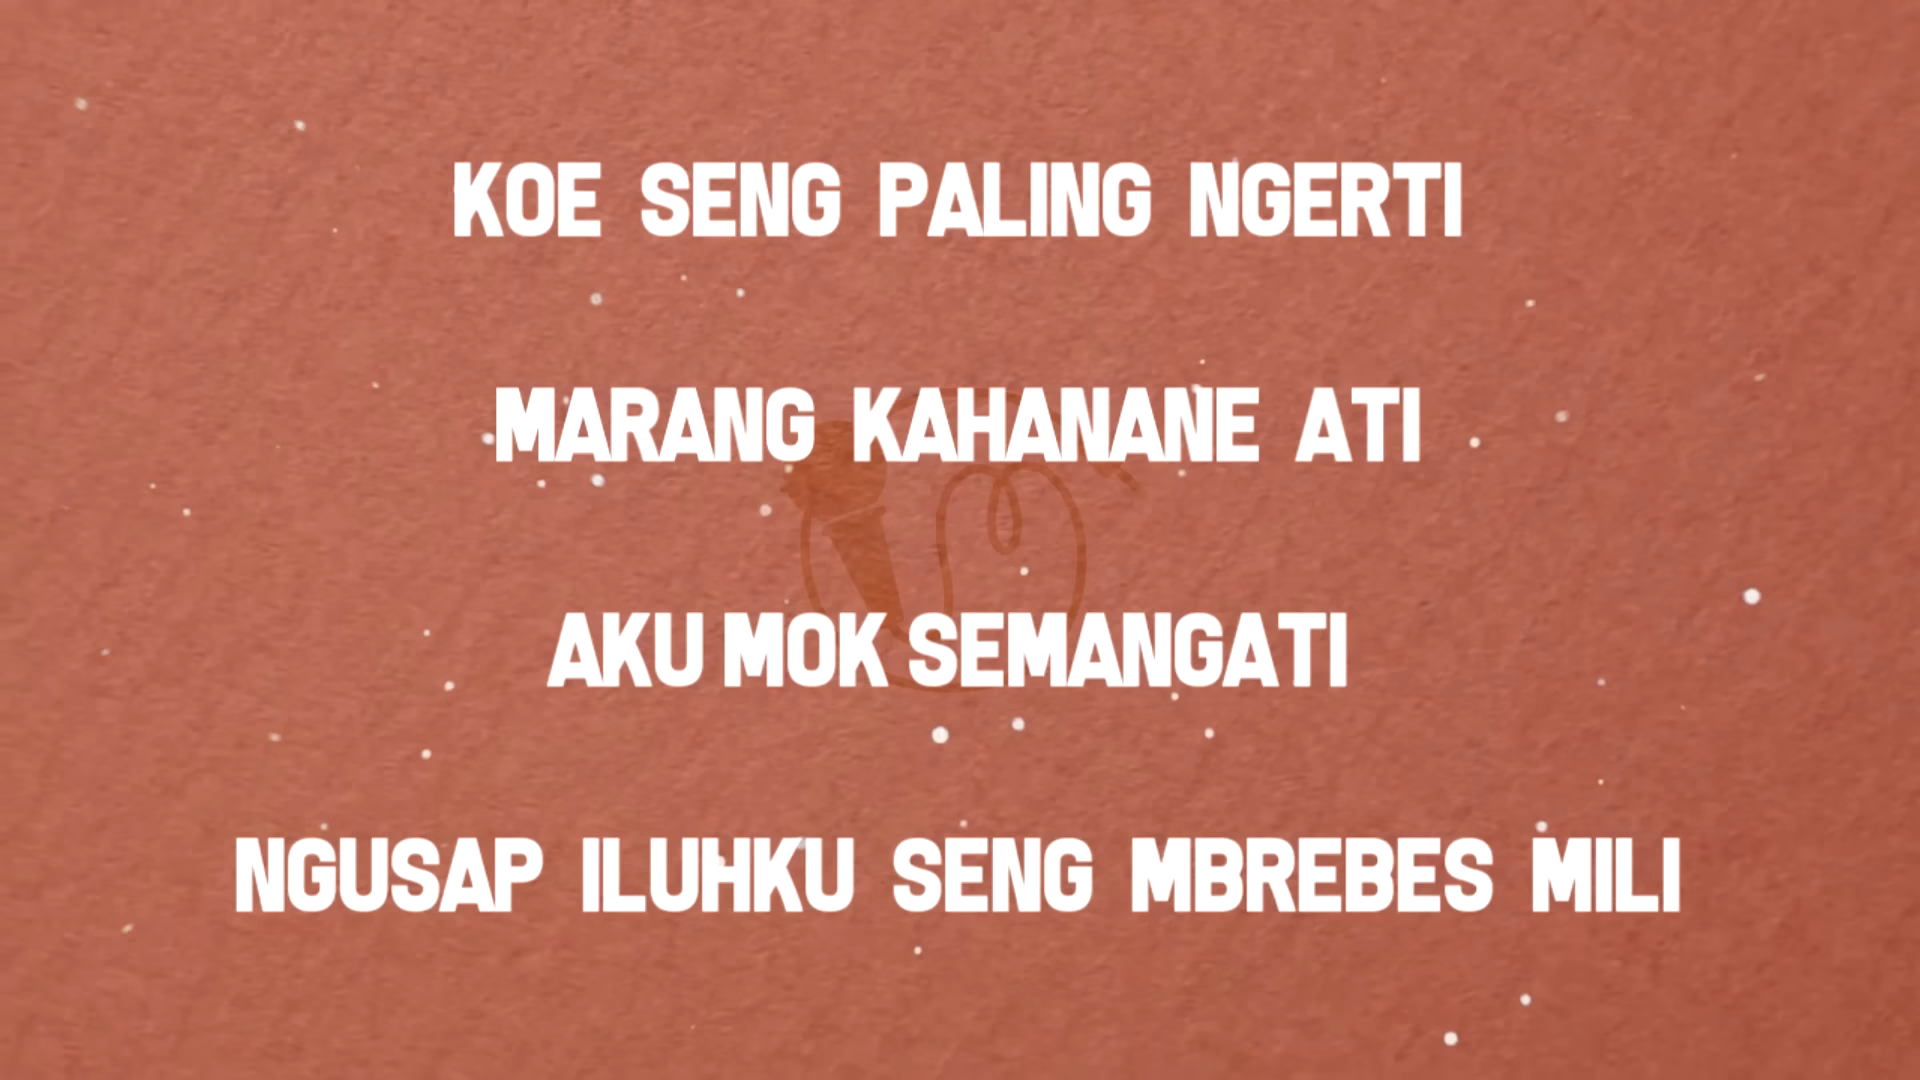 KOE SENG PALING NGERTI
MARANG KAHANANE ATI
AKU MOK SEMANGATI
NGUSAP ILUHKU SENG MBREBES MILI